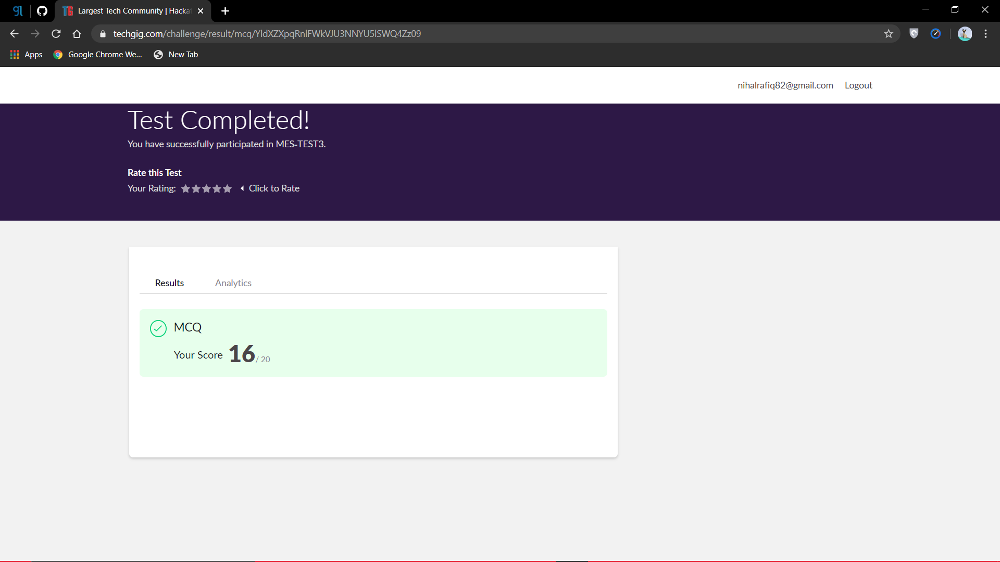 Largest Tech Community | Hacka
techgig.com/challenge/result/mcq/YldXZXpqRnlFWkVJU3NNYU5lSWQ4Zz09
Apps Google Chrome We... New Tab
nihalrafiq82@gmail.com Logout
Test Completed!
You have successfully participated in MES-TEST3.
Rate this Test
Your Rating: Click to Rate
Results Analytics
MCQ
Your Score 16 / 20